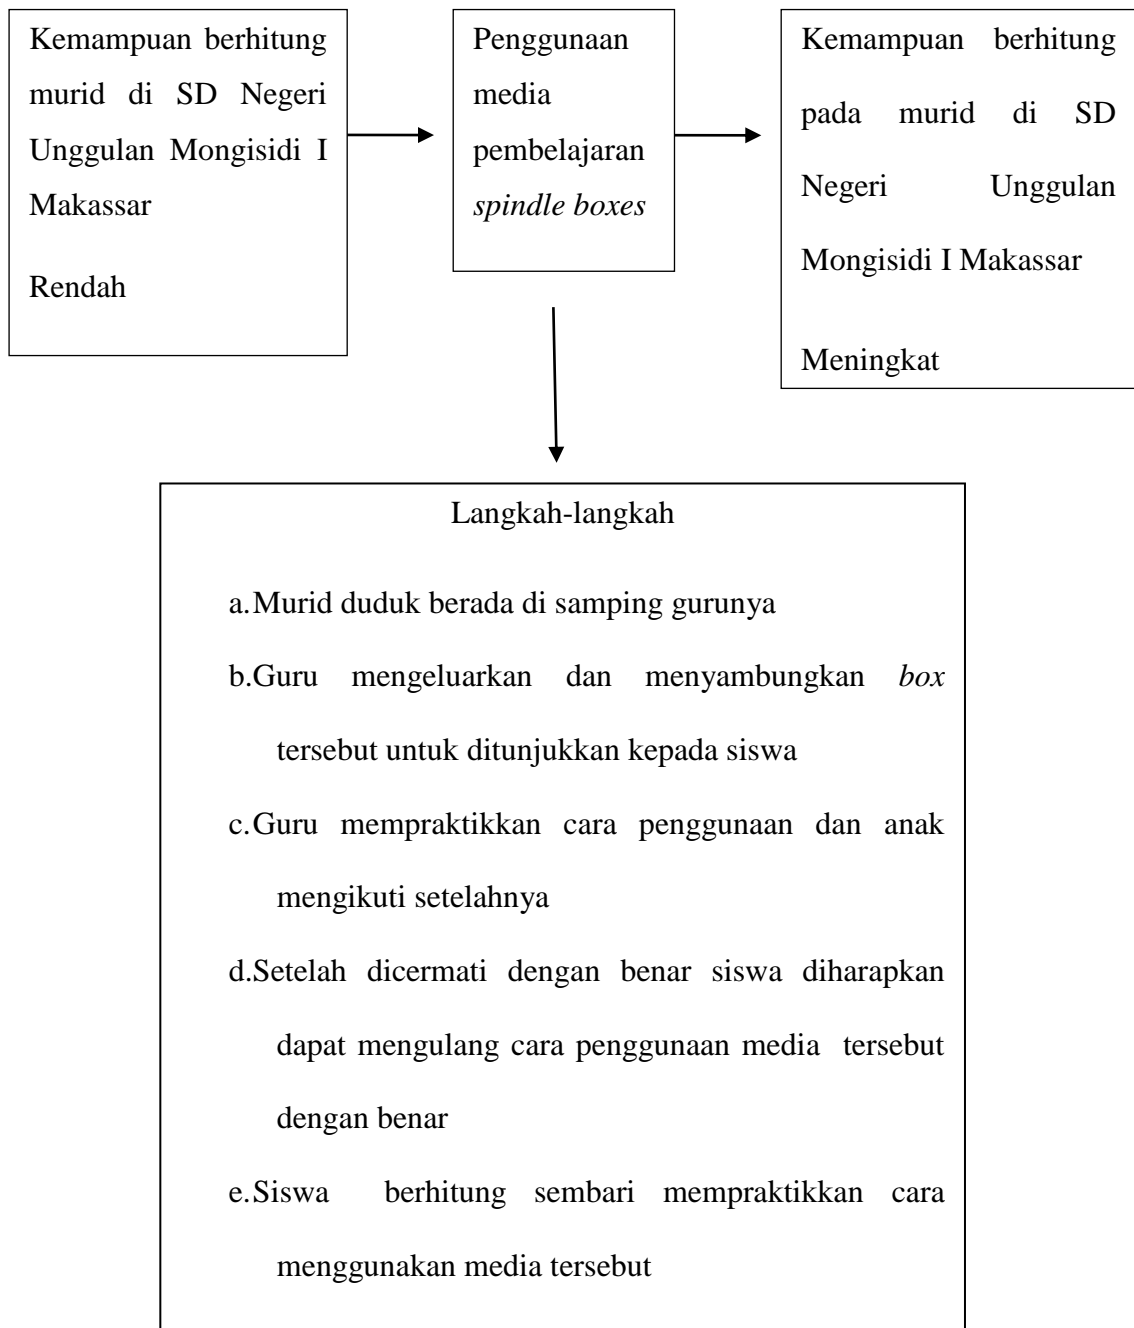 Kemampuan berhitung
murid di SD Negeri
Unggulan Mongisidi I
Makassar
Rendah
Penggunaan
media
pembelajaran
spindle boxes
Kemampuan berhitung
pada murid di SD
Negeri Unggulan
Mongisidi I Makassar
Meningkat
Langkah-langkah
a.Murid duduk berada di samping gurunya
b.Guru mengeluarkan dan menyambungkan box
tersebut untuk ditunjukkan kepada siswa
c.Guru mempraktikkan cara penggunaan dan anak
mengikuti setelahnya
d.Setelah dicermati dengan benar siswa diharapkan
dapat mengulang cara penggunaan media tersebut
dengan benar
e.Siswa berhitung sembari mempraktikkan cara
menggunakan media tersebut